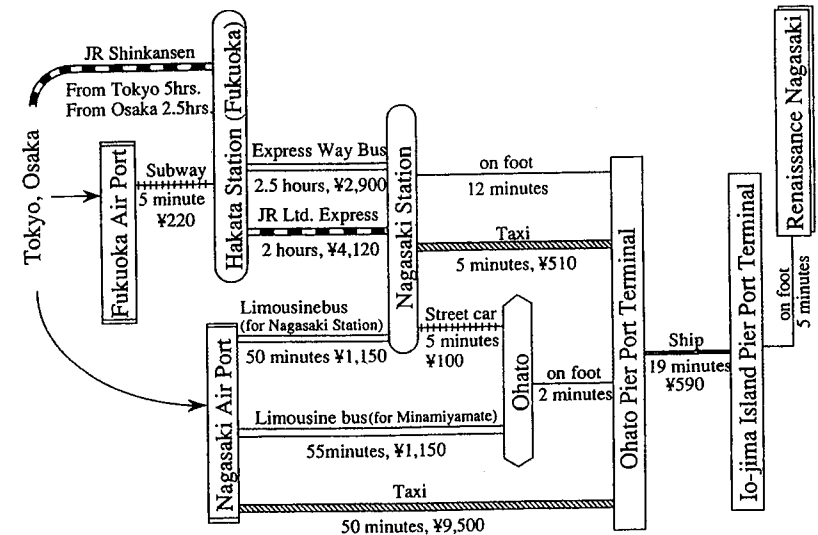 JR Shinkansen
From Tokyo 5hrs.
From Osaka 2.5hrs.
Tokyo, Osaka
Fukuoka Air Port
Subway
5 minute
¥220
Hakata Station (Fukuoka)
Express Way Bus
2.5 hours, ¥2,900
JR Ltd. Express
2 hours, ¥4,120
Nagasaki Station
on foot
12 minutes
Taxi
5 minutes, ¥510
Nagasaki Air Port
Limousinebus
(for Nagasaki Station)
50 minutes ¥1,150
Street car
5 minutes
¥100
Limousine bus(for Minamiyamate)
55minutes, ¥1,150
Ohato
on foot
2 minutes
Taxi
50 minutes, ¥9,500
Ohato Pier Port Terminal
Ship
19 minutes
¥590
Io-jima Island Pier Port Terminal
on foot
5 minutes
Renaissance Nagasaki